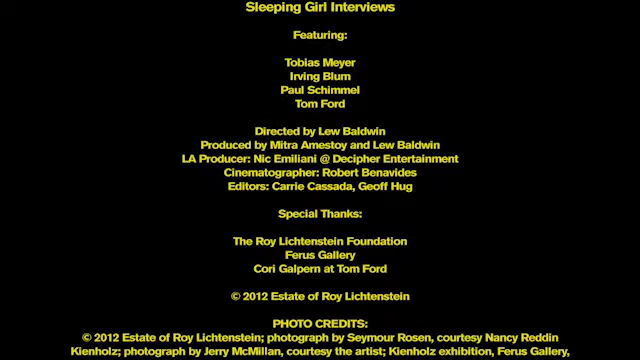 Sleeping Girl Interviews
Featuring:
Tobias Meyer
Irving Blum
Paul Schimmel
Tom Ford
Directed by Lew Baldwin
Produced by Mitra Amestoy and Lew Baldwin
LA Producer: Nic Emiliani @ Decipher Entertainment
Cinematographer: Robert Benavides
Editors: Carrie Cassada, Geoff Hug
Special Thanks:
The Roy Lichtenstein Foundation
Ferus Gallery
Cori Galpern at Tom Ford
© 2012 Estate of Roy Lichtenstein
PHOTO CREDITS:
© 2012 Estate of Roy Lichtenstein; photograph by Seymour Rosen, courtesy Nancy Reddin
Kienholz; photograph by Jerry McMillan, courtesy the artist; Kienholz exhibition, Ferus Gallery,